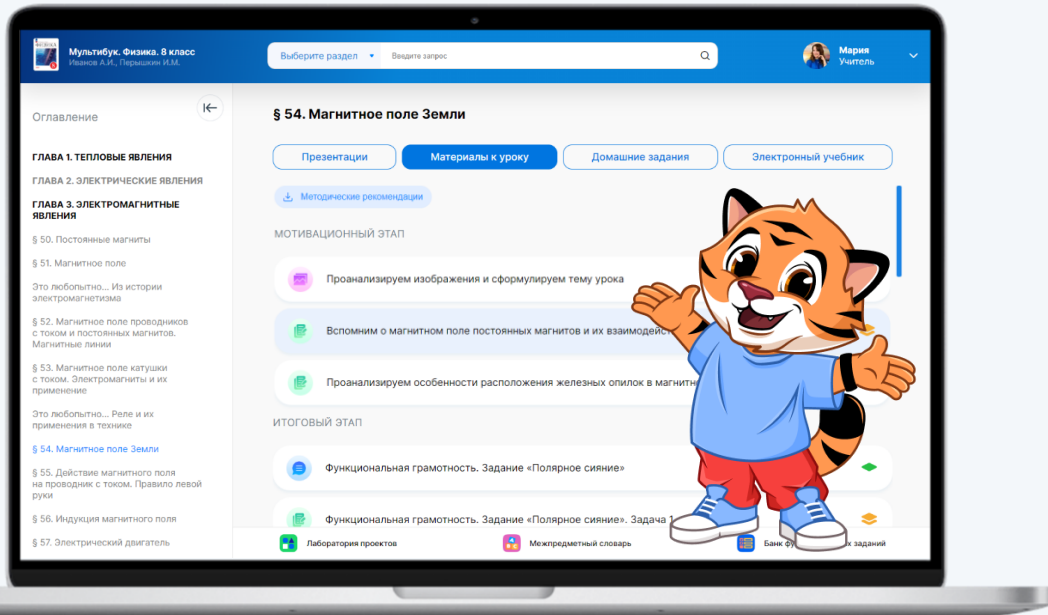 Мультибук. Физика. 8 класс
Иванов А.И., Перышкин И.М.
Выберите раздел
Введите запрос
Мария
Учитель
Оглавление
ГЛАВА 1. ТЕПЛОВЫЕ ЯВЛЕНИЯ
ГЛАВА 2. ЭЛЕКТРИЧЕСКИЕ ЯВЛЕНИЯ
ГЛАВА 3. ЭЛЕКТРОМАГНИТНЫЕ
ЯВЛЕНИЯ
§ 50. Постоянные магниты
§ 51. Магнитное поле
Это любопытно... Из истории
электромагнетизма
§ 52. Магнитное поле проводников
с током и постоянных магнитов.
Магнитные линии
§ 53. Магнитное поле катушки
с током. Электромагниты и их
применение
Это любопытно... Реле и их
применения в технике
§ 54. Магнитное поле Земли
§ 55. Действие магнитного поля
на проводник с током. Правило левой
руки
§ 56. Индукция магнитного поля
§ 57. Электрический двигатель
§ 54. Магнитное поле Земли
Презентации
Материалы к уроку
Домашние задания
Электронный учебник
Методические рекомендации
МОТИВАЦИОННЫЙ ЭТАП
Проанализируем изображения и сформулируем тему урока
Вспомним о магнитном поле постоянных магнитов и их взаимодейс
Проанализируем особенности расположения железных опилок в магнитн
ИТОГОВЫЙ ЭТАП
Функциональная грамотность. Задание «Полярное сияние»
Функциональная грамотность. Задание «Полярное сияние». Задача 1
Лаборатория проектов
Межпредметный словарь
Банк фу х заданий